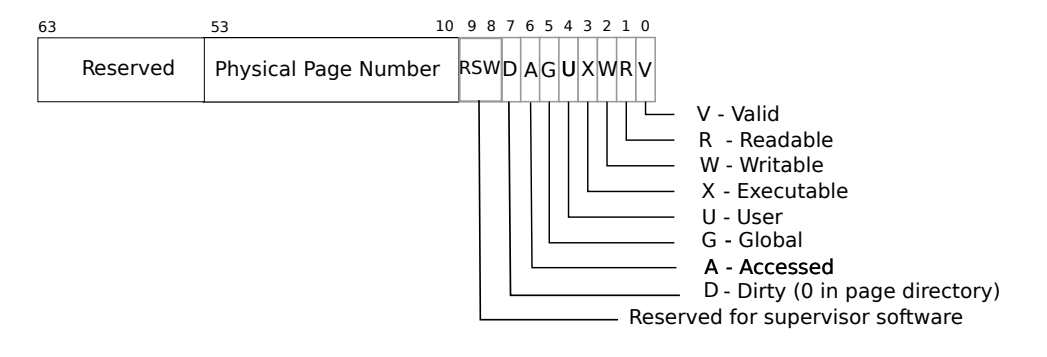 63 53 10 9 8 7 6 5 4 3 2 1 0
Reserved Physical Page Number RSW D A G U X W R V
V - Valid
R - Readable
W - Writable
X - Executable
U - User
G - Global
A - Accessed
D - Dirty (0 in page directory)
Reserved for supervisor software